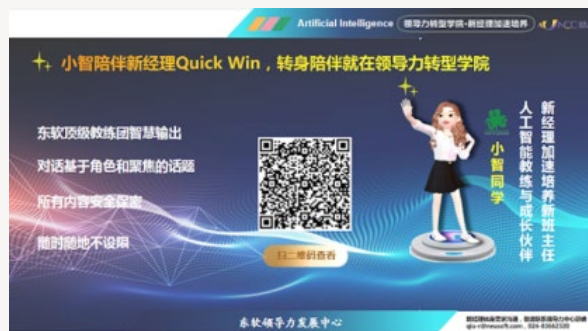 Artificial Intelligence
领导力转型学院-新经理加速培养
小智陪伴新经理Quick Win，转身陪伴就在领导力转型学院
东软顶级教练团智慧输出
对话基于角色和聚焦的话题
所有内容安全保密
随时随地不设限
扫二维码查看
小智同学
新经理加速培养新班主任
人工智能教练与成长伙伴
东软领导力发展中心